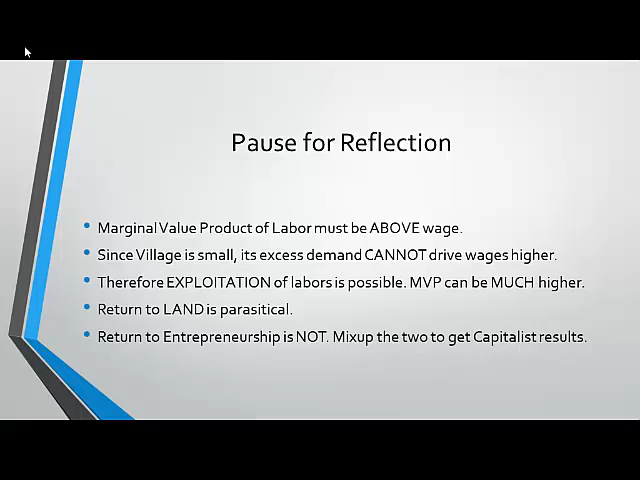 Pause for Reflection
• Marginal Value Product of Labor must be ABOVE wage.
• Since Village is small, its excess demand CANNOT drive wages higher.
• Therefore EXPLOITATION of labors is possible. MVP can be MUCH higher.
• Return to LAND is parasitical.
• Return to Entrepreneurship is NOT. Mixup the two to get Capitalist results.